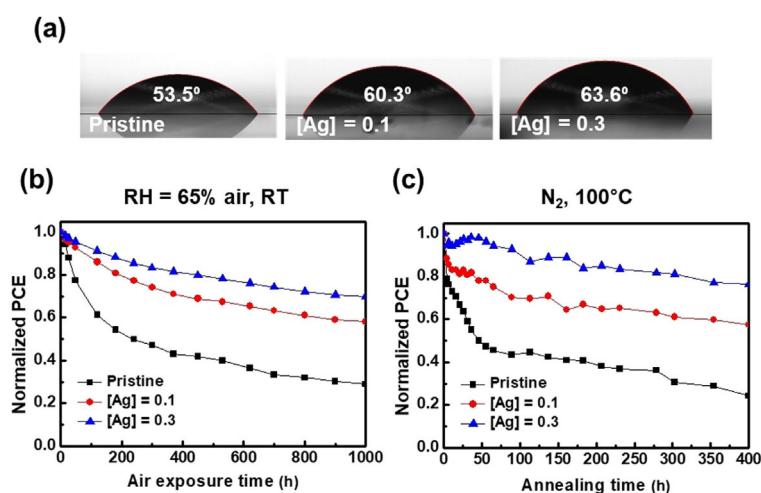 (a)
53.5º
Pristine
60.3º
[Ag] = 0.1
63.6º
[Ag] = 0.3
(b)
RH = 65% air, RT
Normalized PCE
1.0
0.8
0.6
0.4
0.2
0.0
Pristine
[Ag] = 0.1
[Ag] = 0.3
0 200 400 600 800 1000
Air exposure time (h)
(c)
N₂, 100°C
Normalized PCE
1.0
0.8
0.6
0.4
0.2
0.0
Pristine
[Ag] = 0.1
[Ag] = 0.3
0 50 100 150 200 250 300 350 400
Annealing time (h)